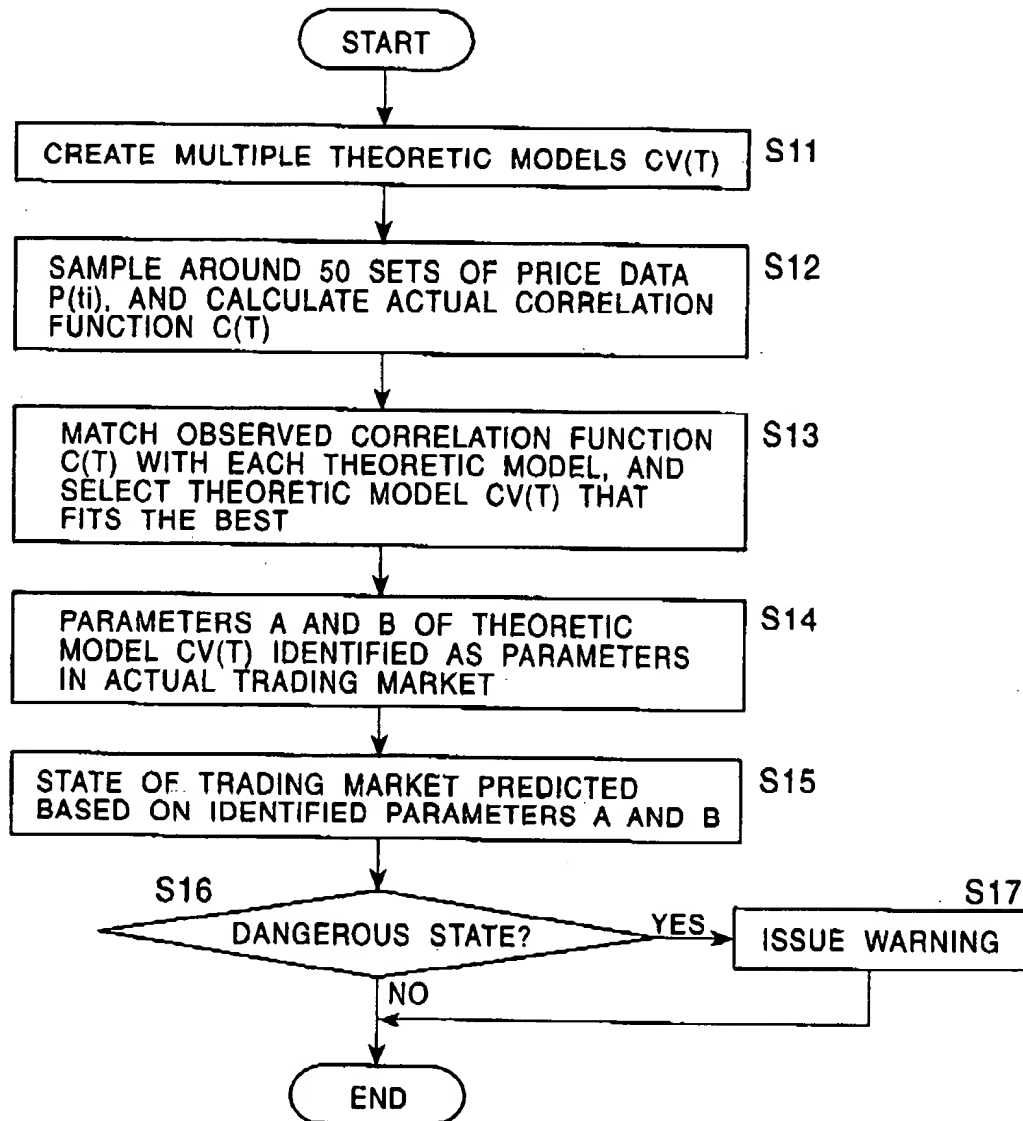 START
CREATE MULTIPLE THEORETIC MODELS CV(T)
S11
SAMPLE AROUND 50 SETS OF PRICE DATA
P(ti), AND CALCULATE ACTUAL CORRELATION
FUNCTION C(T)
S12
MATCH OBSERVED CORRELATION FUNCTION
C(T) WITH EACH THEORETIC MODEL, AND
SELECT THEORETIC MODEL CV(T) THAT
FITS THE BEST
S13
PARAMETERS A AND B OF THEORETIC
MODEL CV(T) IDENTIFIED AS PARAMETERS
IN ACTUAL TRADING MARKET
S14
STATE OF TRADING MARKET PREDICTED
BASED ON IDENTIFIED PARAMETERS A AND B
S15
S16
DANGEROUS STATE?
YES
S17
ISSUE WARNING
NO
END